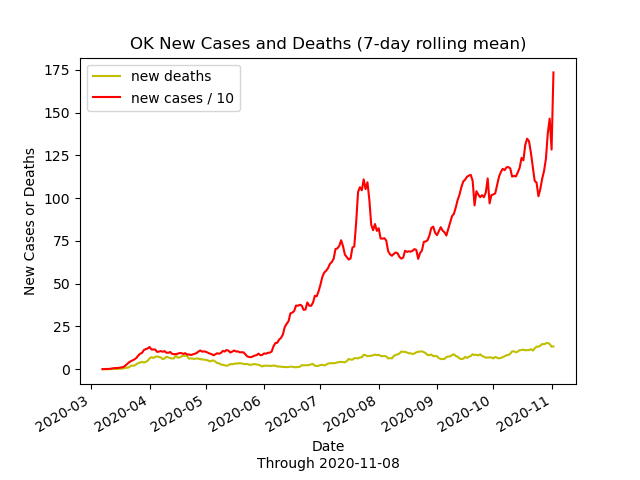 OK New Cases and Deaths (7-day rolling mean)
new deaths
new cases / 10
175
150
125
100
75
50
25
0
New Cases or Deaths
2020-03
2020-04
2020-05
2020-06
2020-07
2020-08
2020-09
2020-10
2020-11
Date
Through 2020-11-08